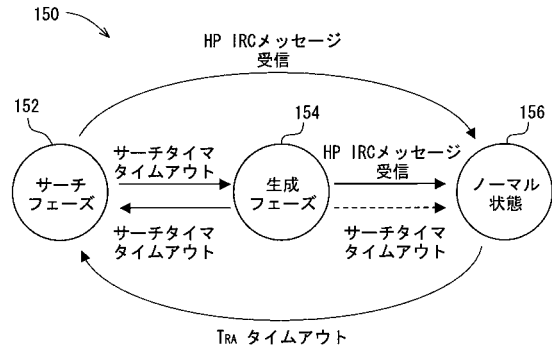 150
HP IRCメッセージ
受信
152
154
156
サーチタイマ
タイムアウト
HP IRCメッセージ
受信
サーチ
フェーズ
生成
フェーズ
ノーマル
状態
サーチタイマ
タイムアウト
サーチタイマ
タイムアウト
TRA タイムアウト